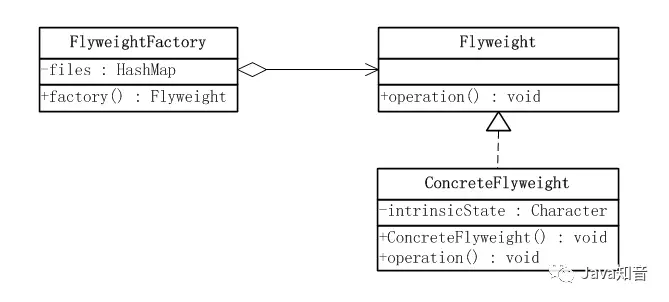 FlyweightFactory
-files : HashMap
+factory() : Flyweight
Flyweight
+operation() : void
ConcreteFlyweight
-intrinsicState : Character
+ConcreteFlyweight() : void
+operation() : void
Java知音